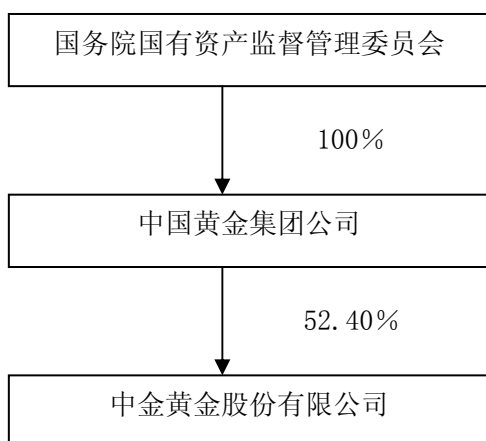 国务院国有资产监督管理委员会
100％
中国黄金集团公司
52.40％
中金黄金股份有限公司